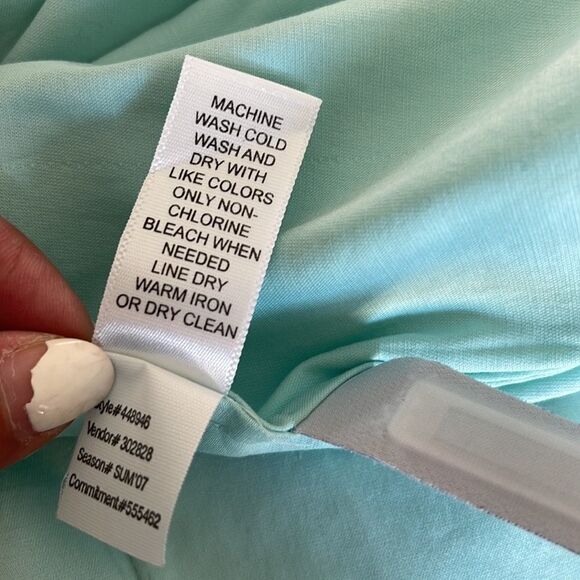 MACHINE
WASH COLD
WASH AND
DRY WITH
LIKE COLORS
ONLY NON-
CHLORINE
BLEACH WHEN
NEEDED
LINE DRY
WARM IRON
OR DRY CLEAN
Style#448946
Vendor#302828
Season# SUM'07
Commitment#555462